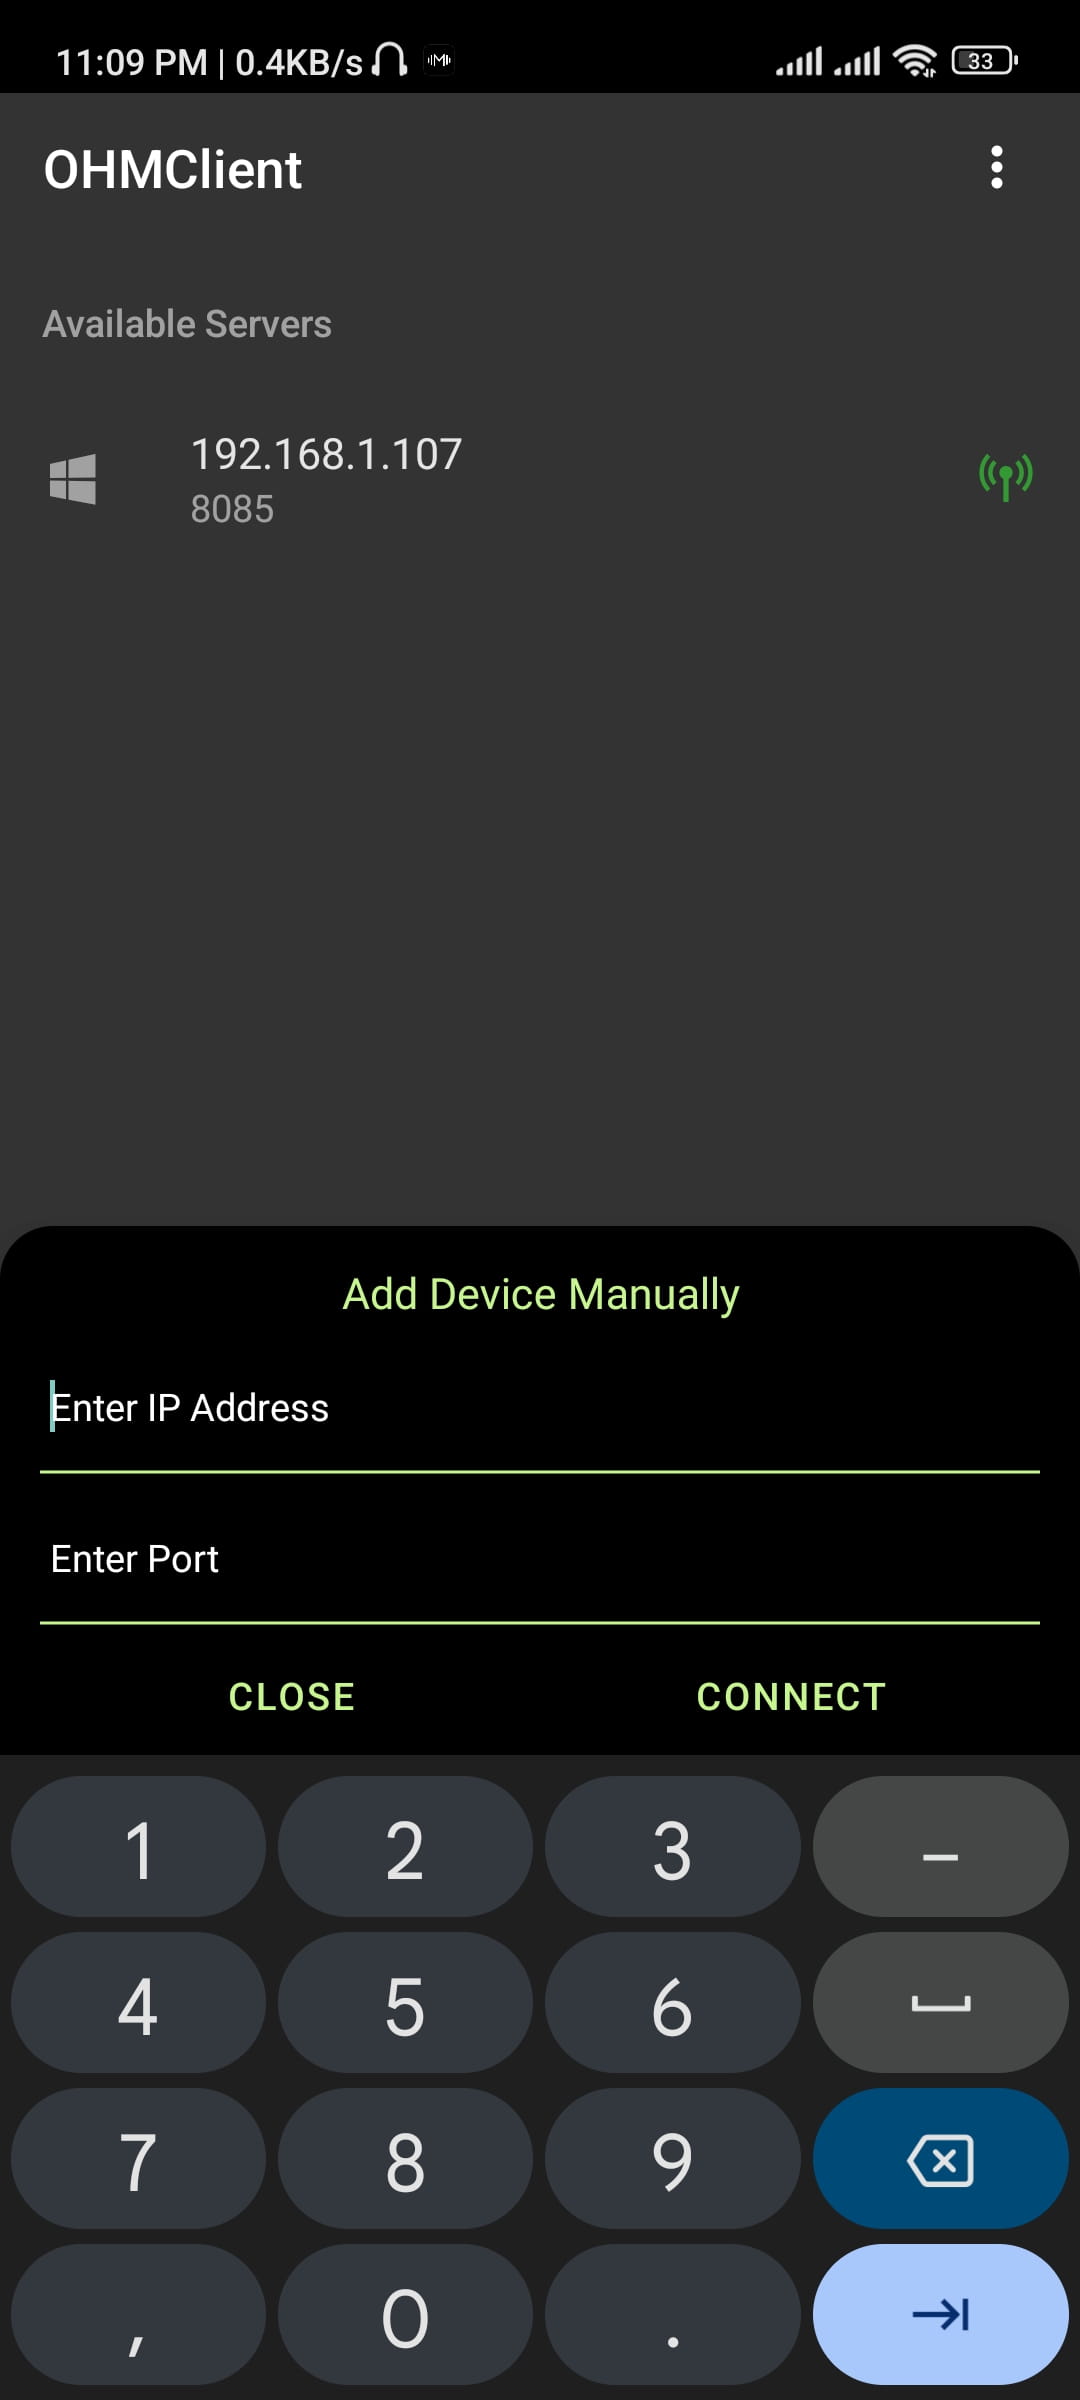 11:09 PM | 0.4KB/s
M
33
OHMClient
Available Servers
192.168.1.107
8085
Add Device Manually
Enter IP Address
Enter Port
CLOSE CONNECT
1 2 3 –
4 5 6
7 8 9
, 0 .